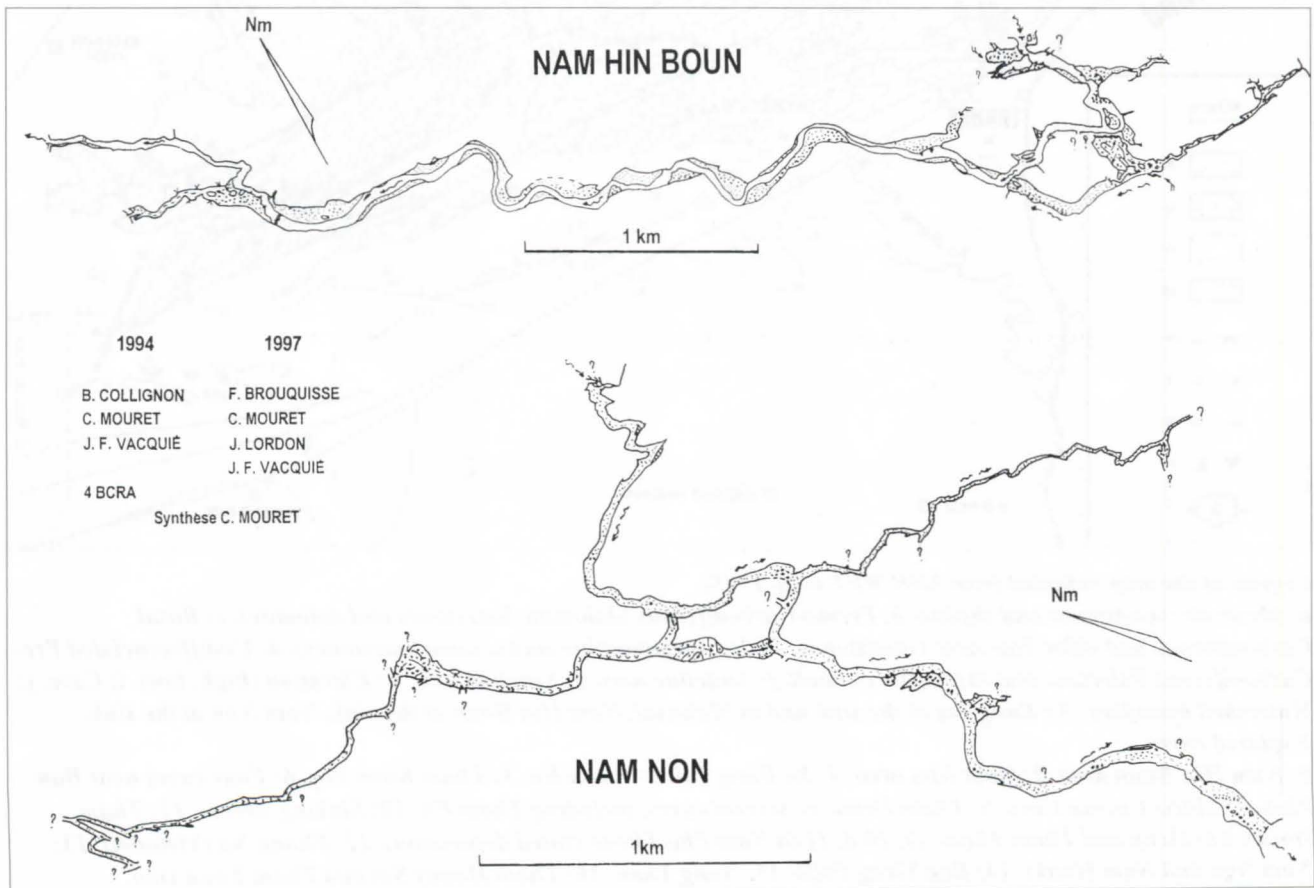 Nm
NAM HIN BOUN
?
?
?
? ?
1 km
1994 1997
B. COLLIGNON F. BROUQUISSE
C. MOURET C. MOURET
J. F. VACQUIÉ J. LORDON
J. F. VACQUIÉ
4 BCRA
Synthèse C. MOURET
?
?
?
?
?
?
?
Nm
?
?
?
?
?
?
?
NAM NON
?
?
?
?
1km
?